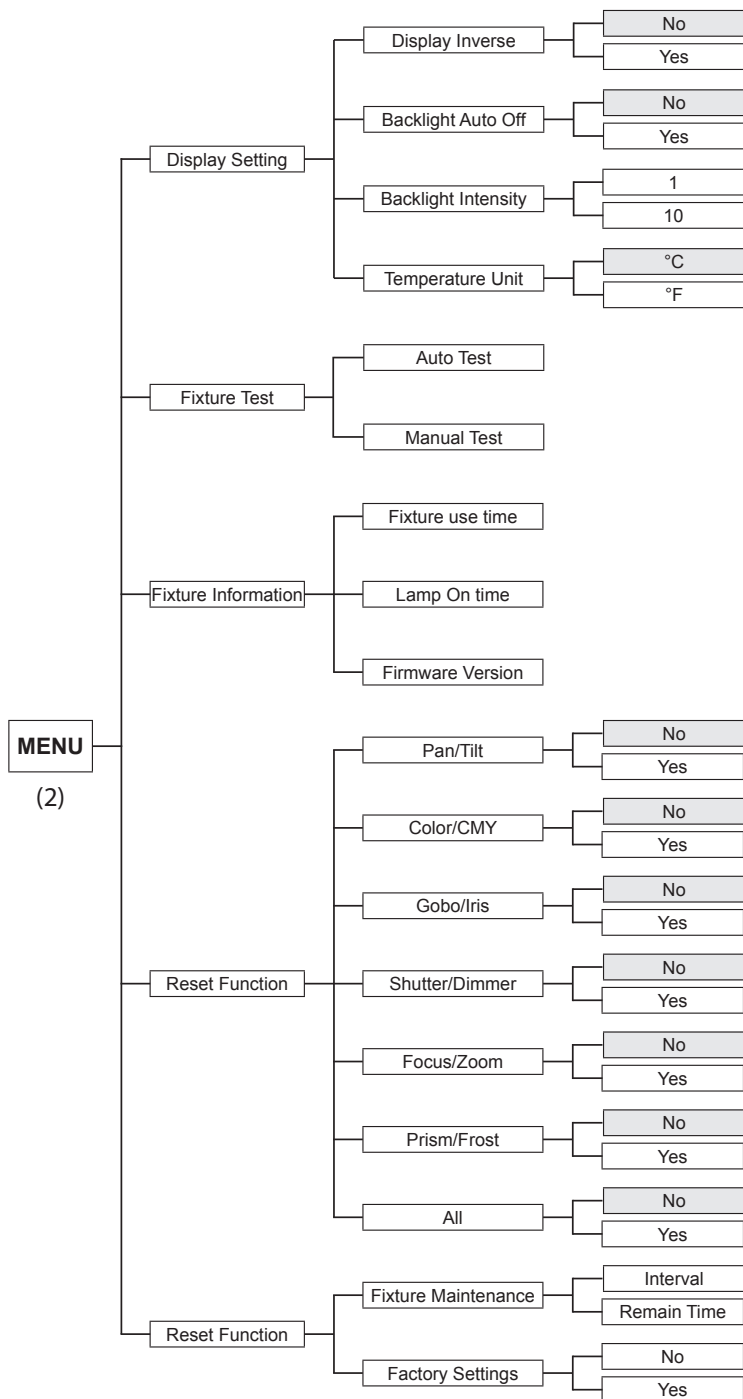 Display Inverse
No
Yes
Backlight Auto Off
No
Yes
Display Setting
Backlight Intensity
1
10
Temperature Unit
°C
°F
Auto Test
Fixture Test
Manual Test
Fixture use time
Fixture Information
Lamp On time
Firmware Version
MENU
(2)
Pan/Tilt
No
Yes
Color/CMY
No
Yes
Gobo/Iris
No
Yes
Reset Function
Shutter/Dimmer
No
Yes
Focus/Zoom
No
Yes
Prism/Frost
No
Yes
All
No
Yes
Reset Function
Fixture Maintenance
Interval
Remain Time
Factory Settings
No
Yes